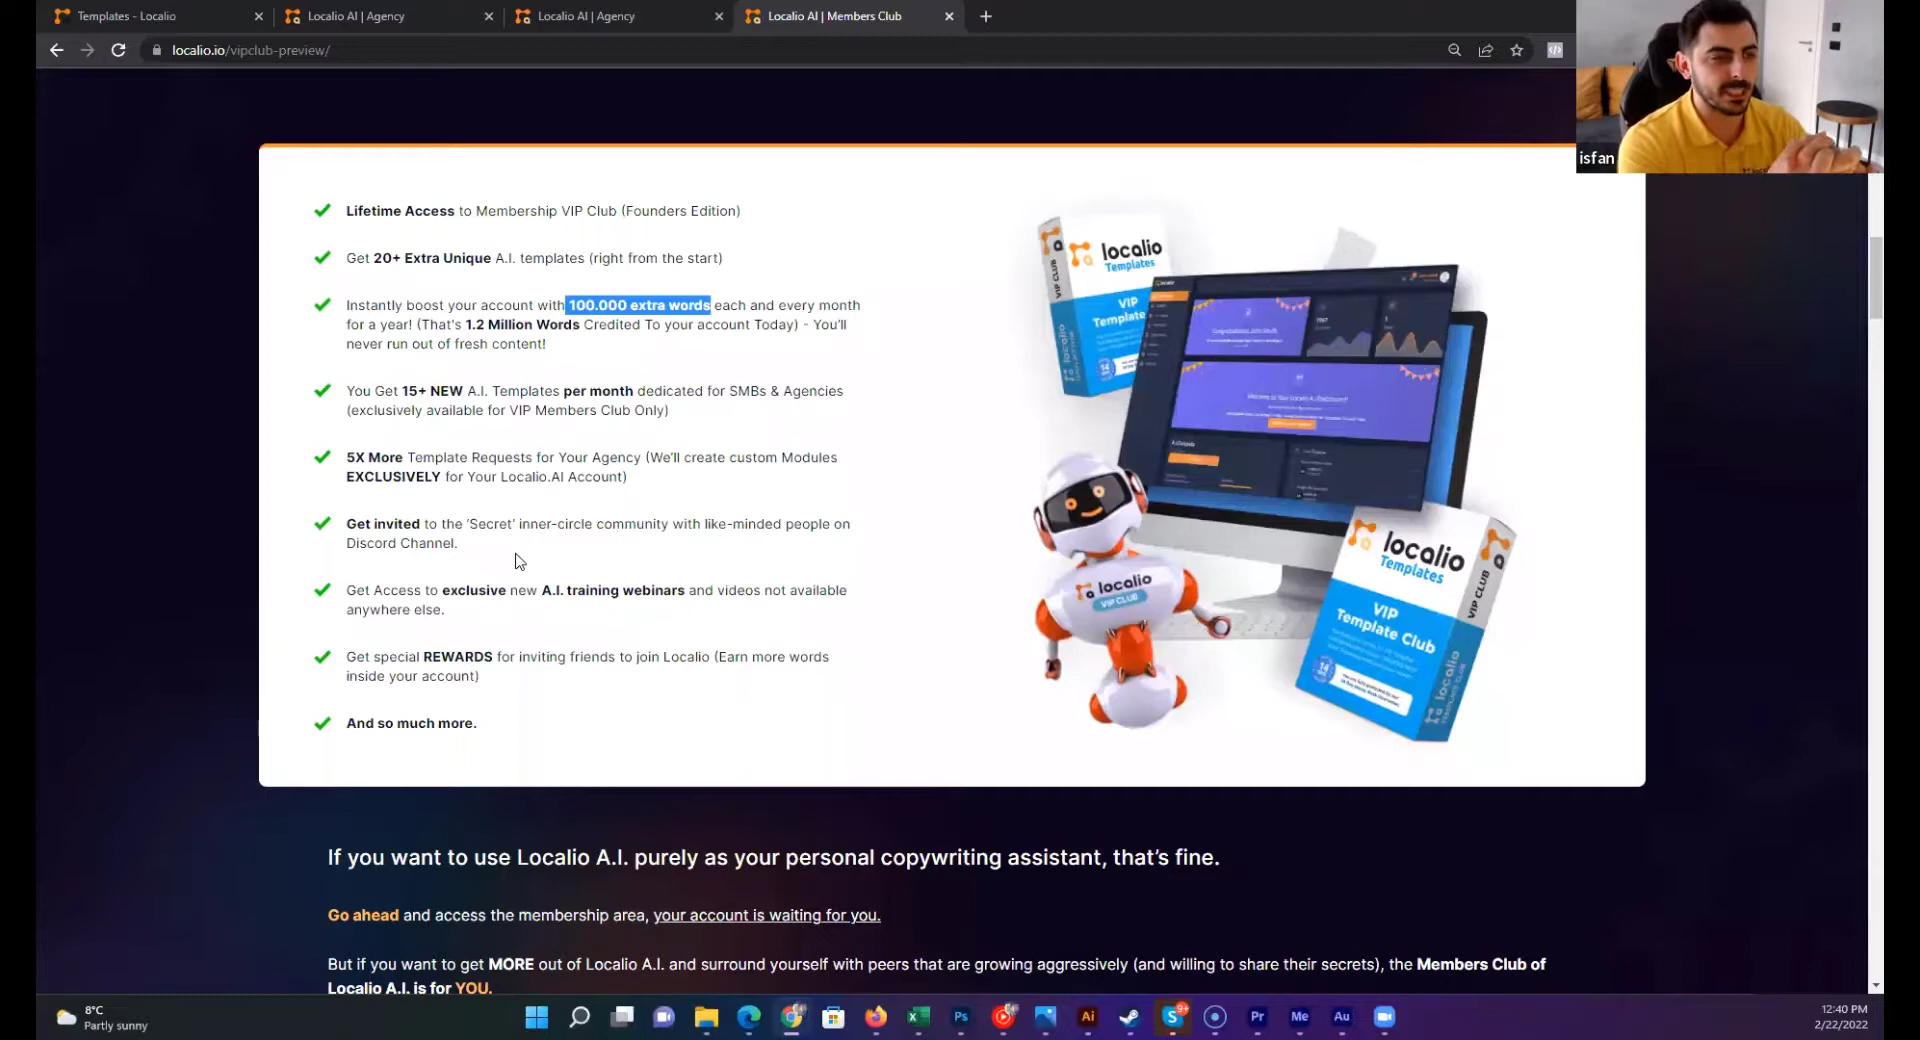 Templates - Localio
Localio AI | Agency
Localio AI | Agency
Localio AI | Members Club
localio.io/vipclub-preview/
isfan
Lifetime Access to Membership VIP Club (Founders Edition)
Get 20+ Extra Unique A.I. templates (right from the start)
Instantly boost your account with 100.000 extra words each and every month
for a year! (That's 1.2 Million Words Credited To your account Today) - You'll
never run out of fresh content!
You Get 15+ NEW A.I. Templates per month dedicated for SMBs & Agencies
(exclusively available for VIP Members Club Only)
5X More Template Requests for Your Agency (We'll create custom Modules
EXCLUSIVELY for Your Localio.AI Account)
Get invited to the 'Secret' inner-circle community with like-minded people on
Discord Channel.
Get Access to exclusive new A.I. training webinars and videos not available
anywhere else.
Get special REWARDS for inviting friends to join Localio (Earn more words
inside your account)
And so much more.
localio
Templates
VIP
Template
VIP CLUB
localio
VIP CLUB
localio
Templates
VIP
Template Club
VIP CLUB
localio
If you want to use Localio A.I. purely as your personal copywriting assistant, that's fine.
Go ahead and access the membership area, your account is waiting for you.
But if you want to get MORE out of Localio A.I. and surround yourself with peers that are growing aggressively (and willing to share their secrets), the Members Club of
Localio A.I. is for YOU.
8°C
Partly sunny
Ps
Ai
S
9+
Pr
Me
Au
12:40 PM
2/22/2022